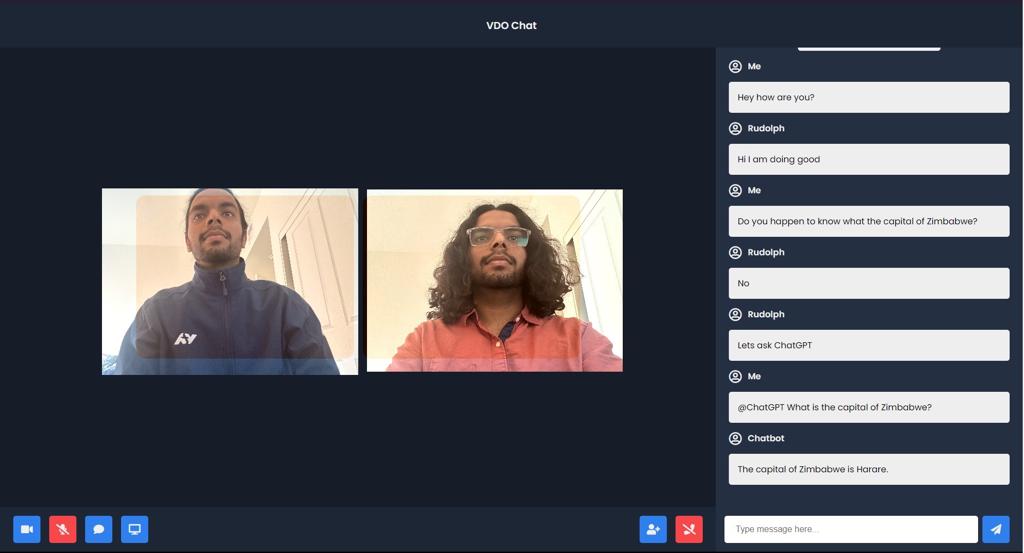 VDO Chat
Me
Hey how are you?
Rudolph
Hi I am doing good
Me
Do you happen to know what the capital of Zimbabwe?
Rudolph
No
Rudolph
Lets ask ChatGPT
Me
@ChatGPT What is the capital of Zimbabwe?
Chatbot
The capital of Zimbabwe is Harare.
Type message here...